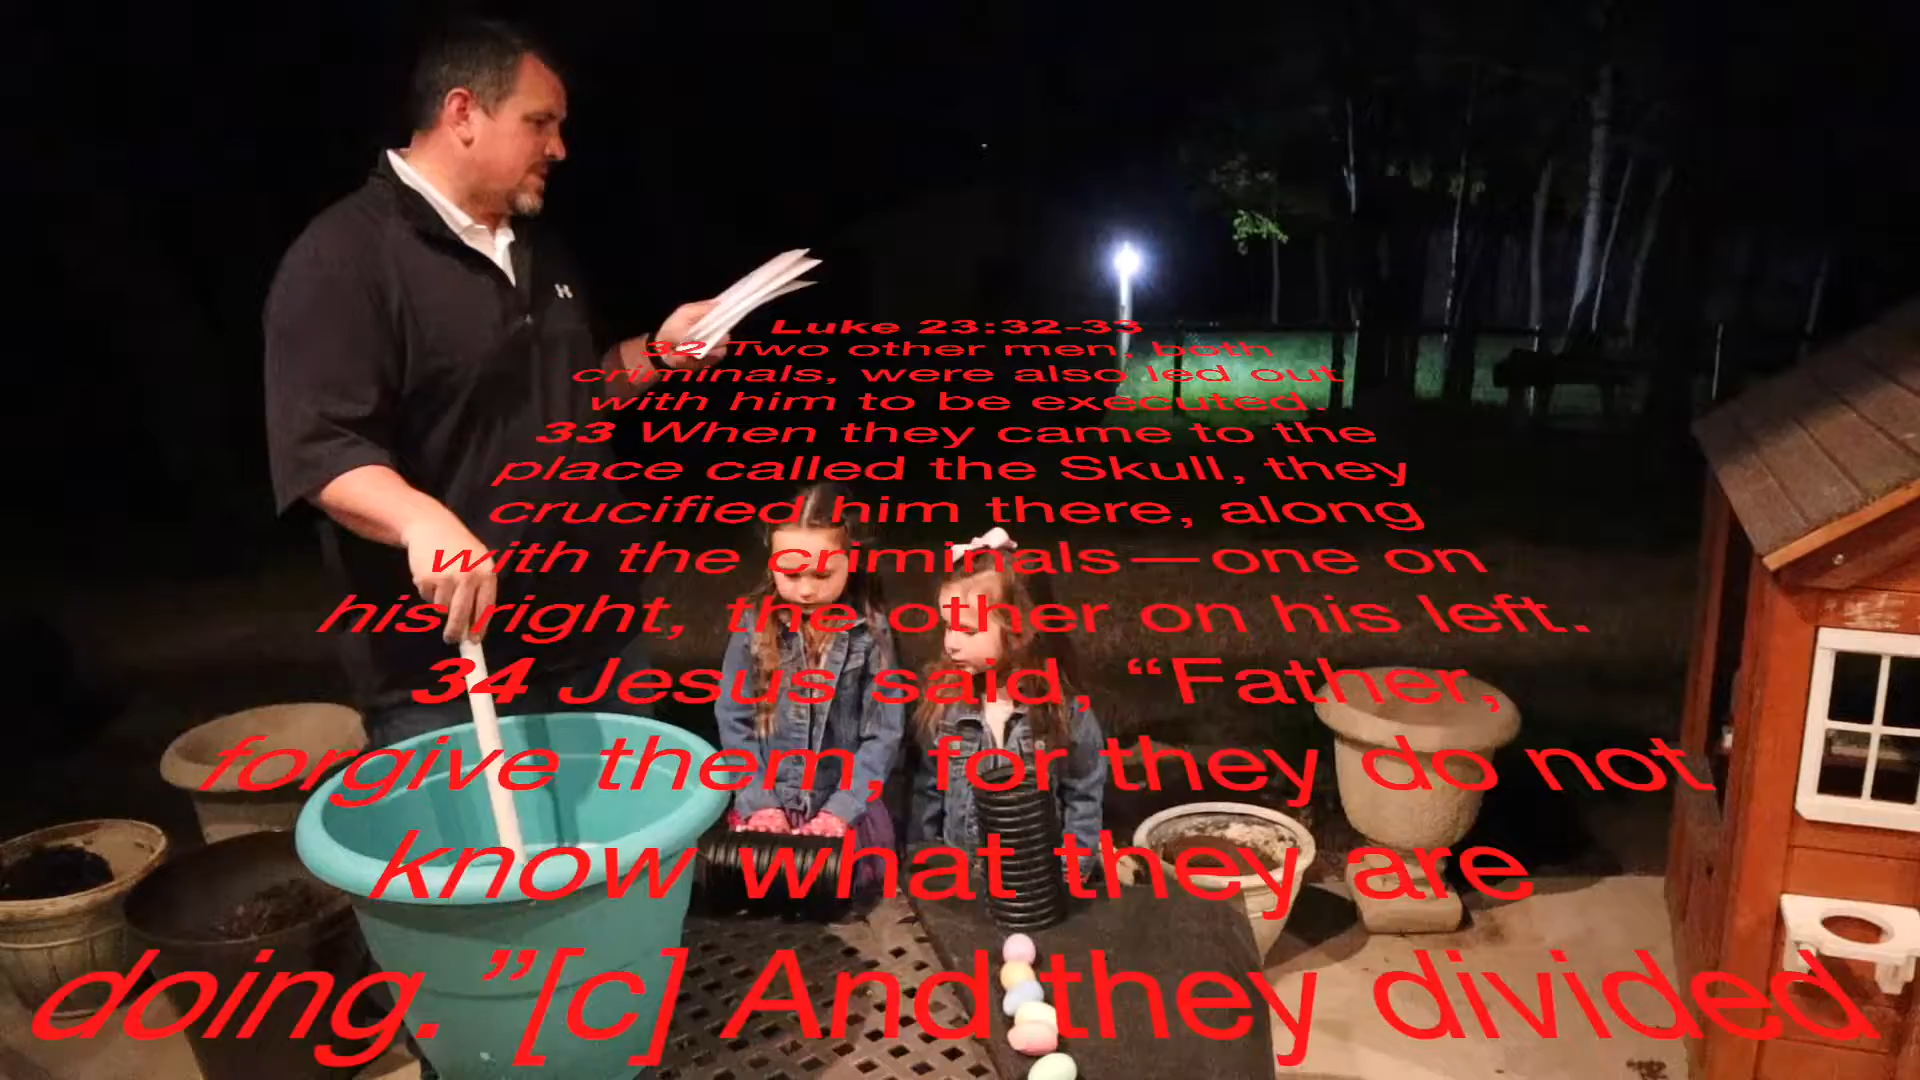 Luke 23:32-33
32 Two other men, both
criminals, were also led out
with him to be executed.
33 When they came to the
place called the Skull, they
crucified him there, along
with the criminals—one on
his right, the other on his left.
34 Jesus said, “Father,
forgive them, for they do not
know what they are
doing.”[c] And they divided